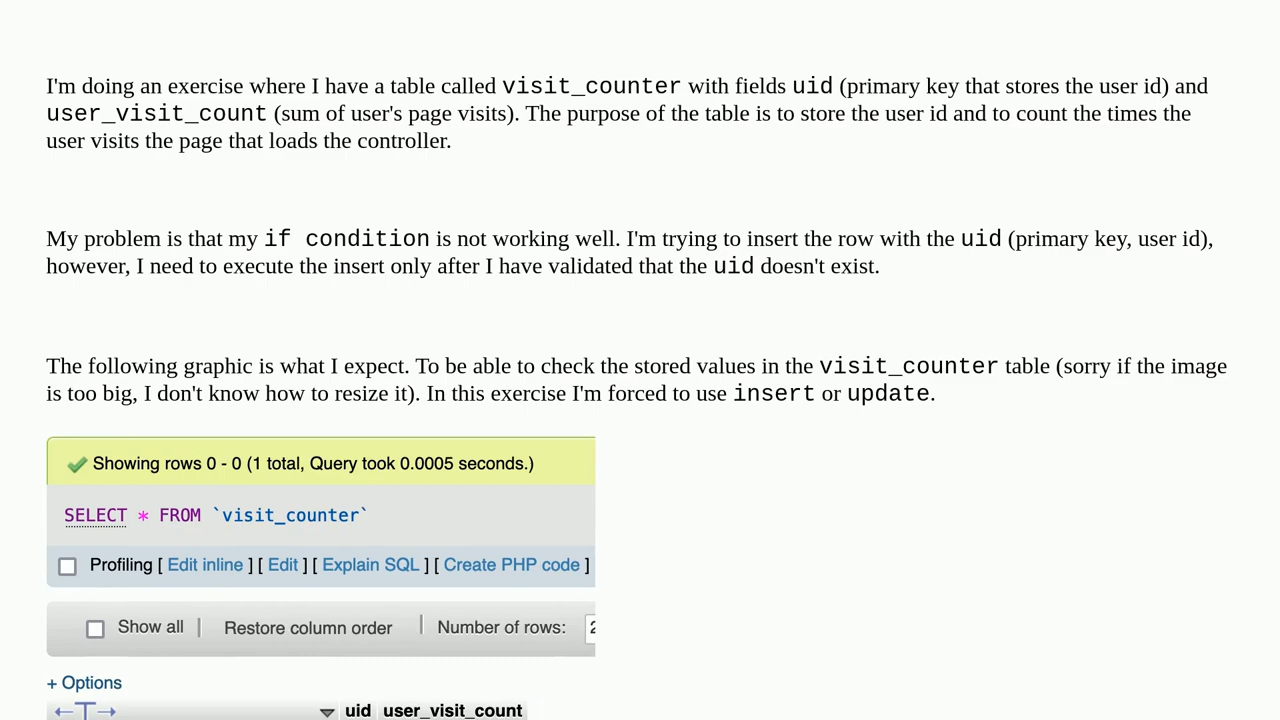 I'm doing an exercise where I have a table called visit_counter with fields uid (primary key that stores the user id) and
user_visit_count (sum of user's page visits). The purpose of the table is to store the user id and to count the times the
user visits the page that loads the controller.
My problem is that my if condition is not working well. I'm trying to insert the row with the uid (primary key, user id),
however, I need to execute the insert only after I have validated that the uid doesn't exist.
The following graphic is what I expect. To be able to check the stored values in the visit_counter table (sorry if the image
is too big, I don't know how to resize it). In this exercise I'm forced to use insert or update.
Showing rows 0 - 0 (1 total, Query took 0.0005 seconds.)
SELECT * FROM `visit_counter`
Profiling [ Edit inline ] [ Edit ] [ Explain SQL ] [ Create PHP code ]
Show all | Restore column order | Number of rows:
+ Options
←T→ uid user_visit_count